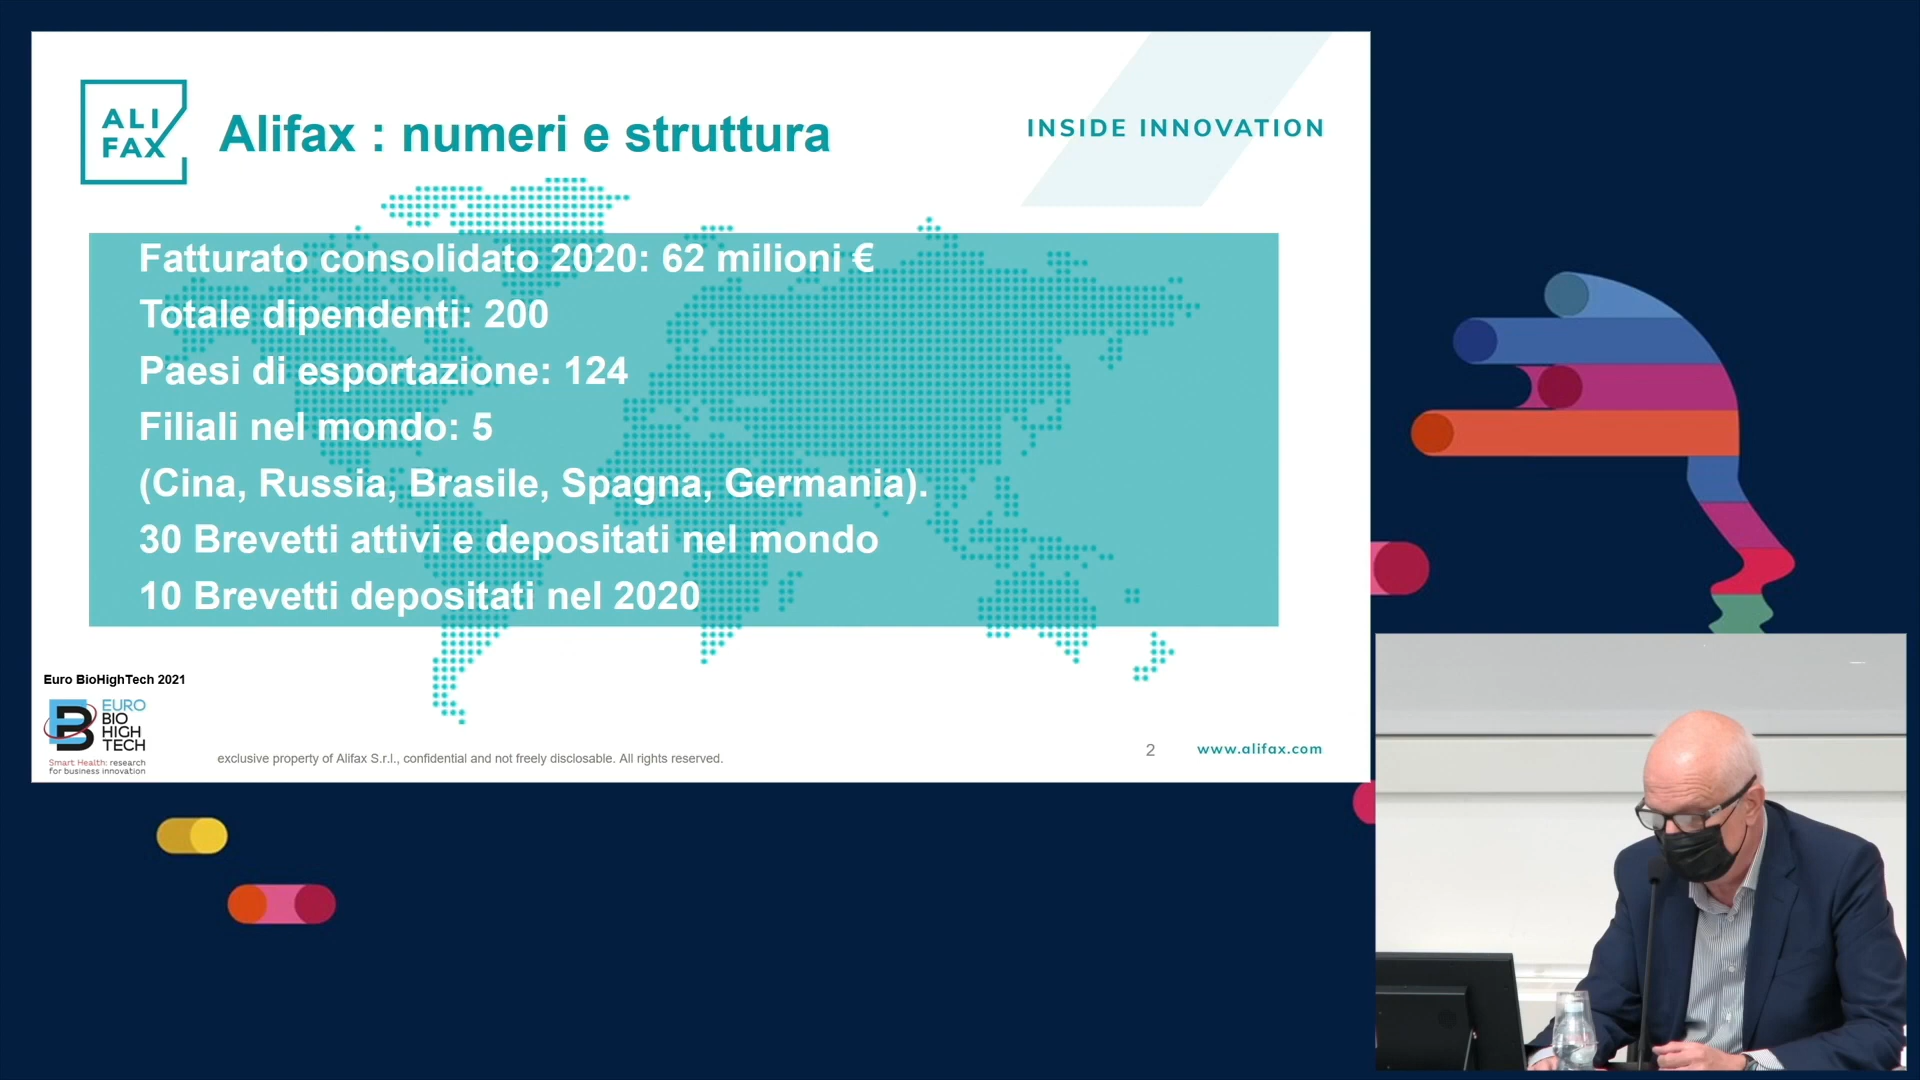 ALI
FAX
Alifax : numeri e struttura
INSIDE INNOVATION
Fatturato consolidato 2020: 62 milioni €
Totale dipendenti: 200
Paesi di esportazione: 124
Filiali nel mondo: 5
(Cina, Russia, Brasile, Spagna, Germania).
30 Brevetti attivi e depositati nel mondo
10 Brevetti depositati nel 2020
Euro BioHighTech 2021
B
EURO
BIO
HIGH
TECH
Smart Health: research
for business innovation
exclusive property of Alifax S.r.l., confidential and not freely disclosable. All rights reserved.
2
www.alifax.com